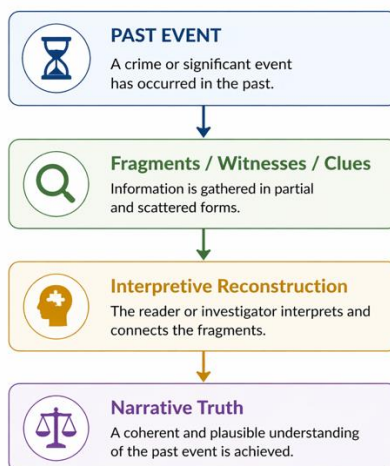 PAST EVENT
A crime or significant event
has occurred in the past.
Fragments / Witnesses / Clues
Information is gathered in partial
and scattered forms.
Interpretive Reconstruction
The reader or investigator interprets and
connects the fragments.
Narrative Truth
A coherent and plausible understanding
of the past event is achieved.